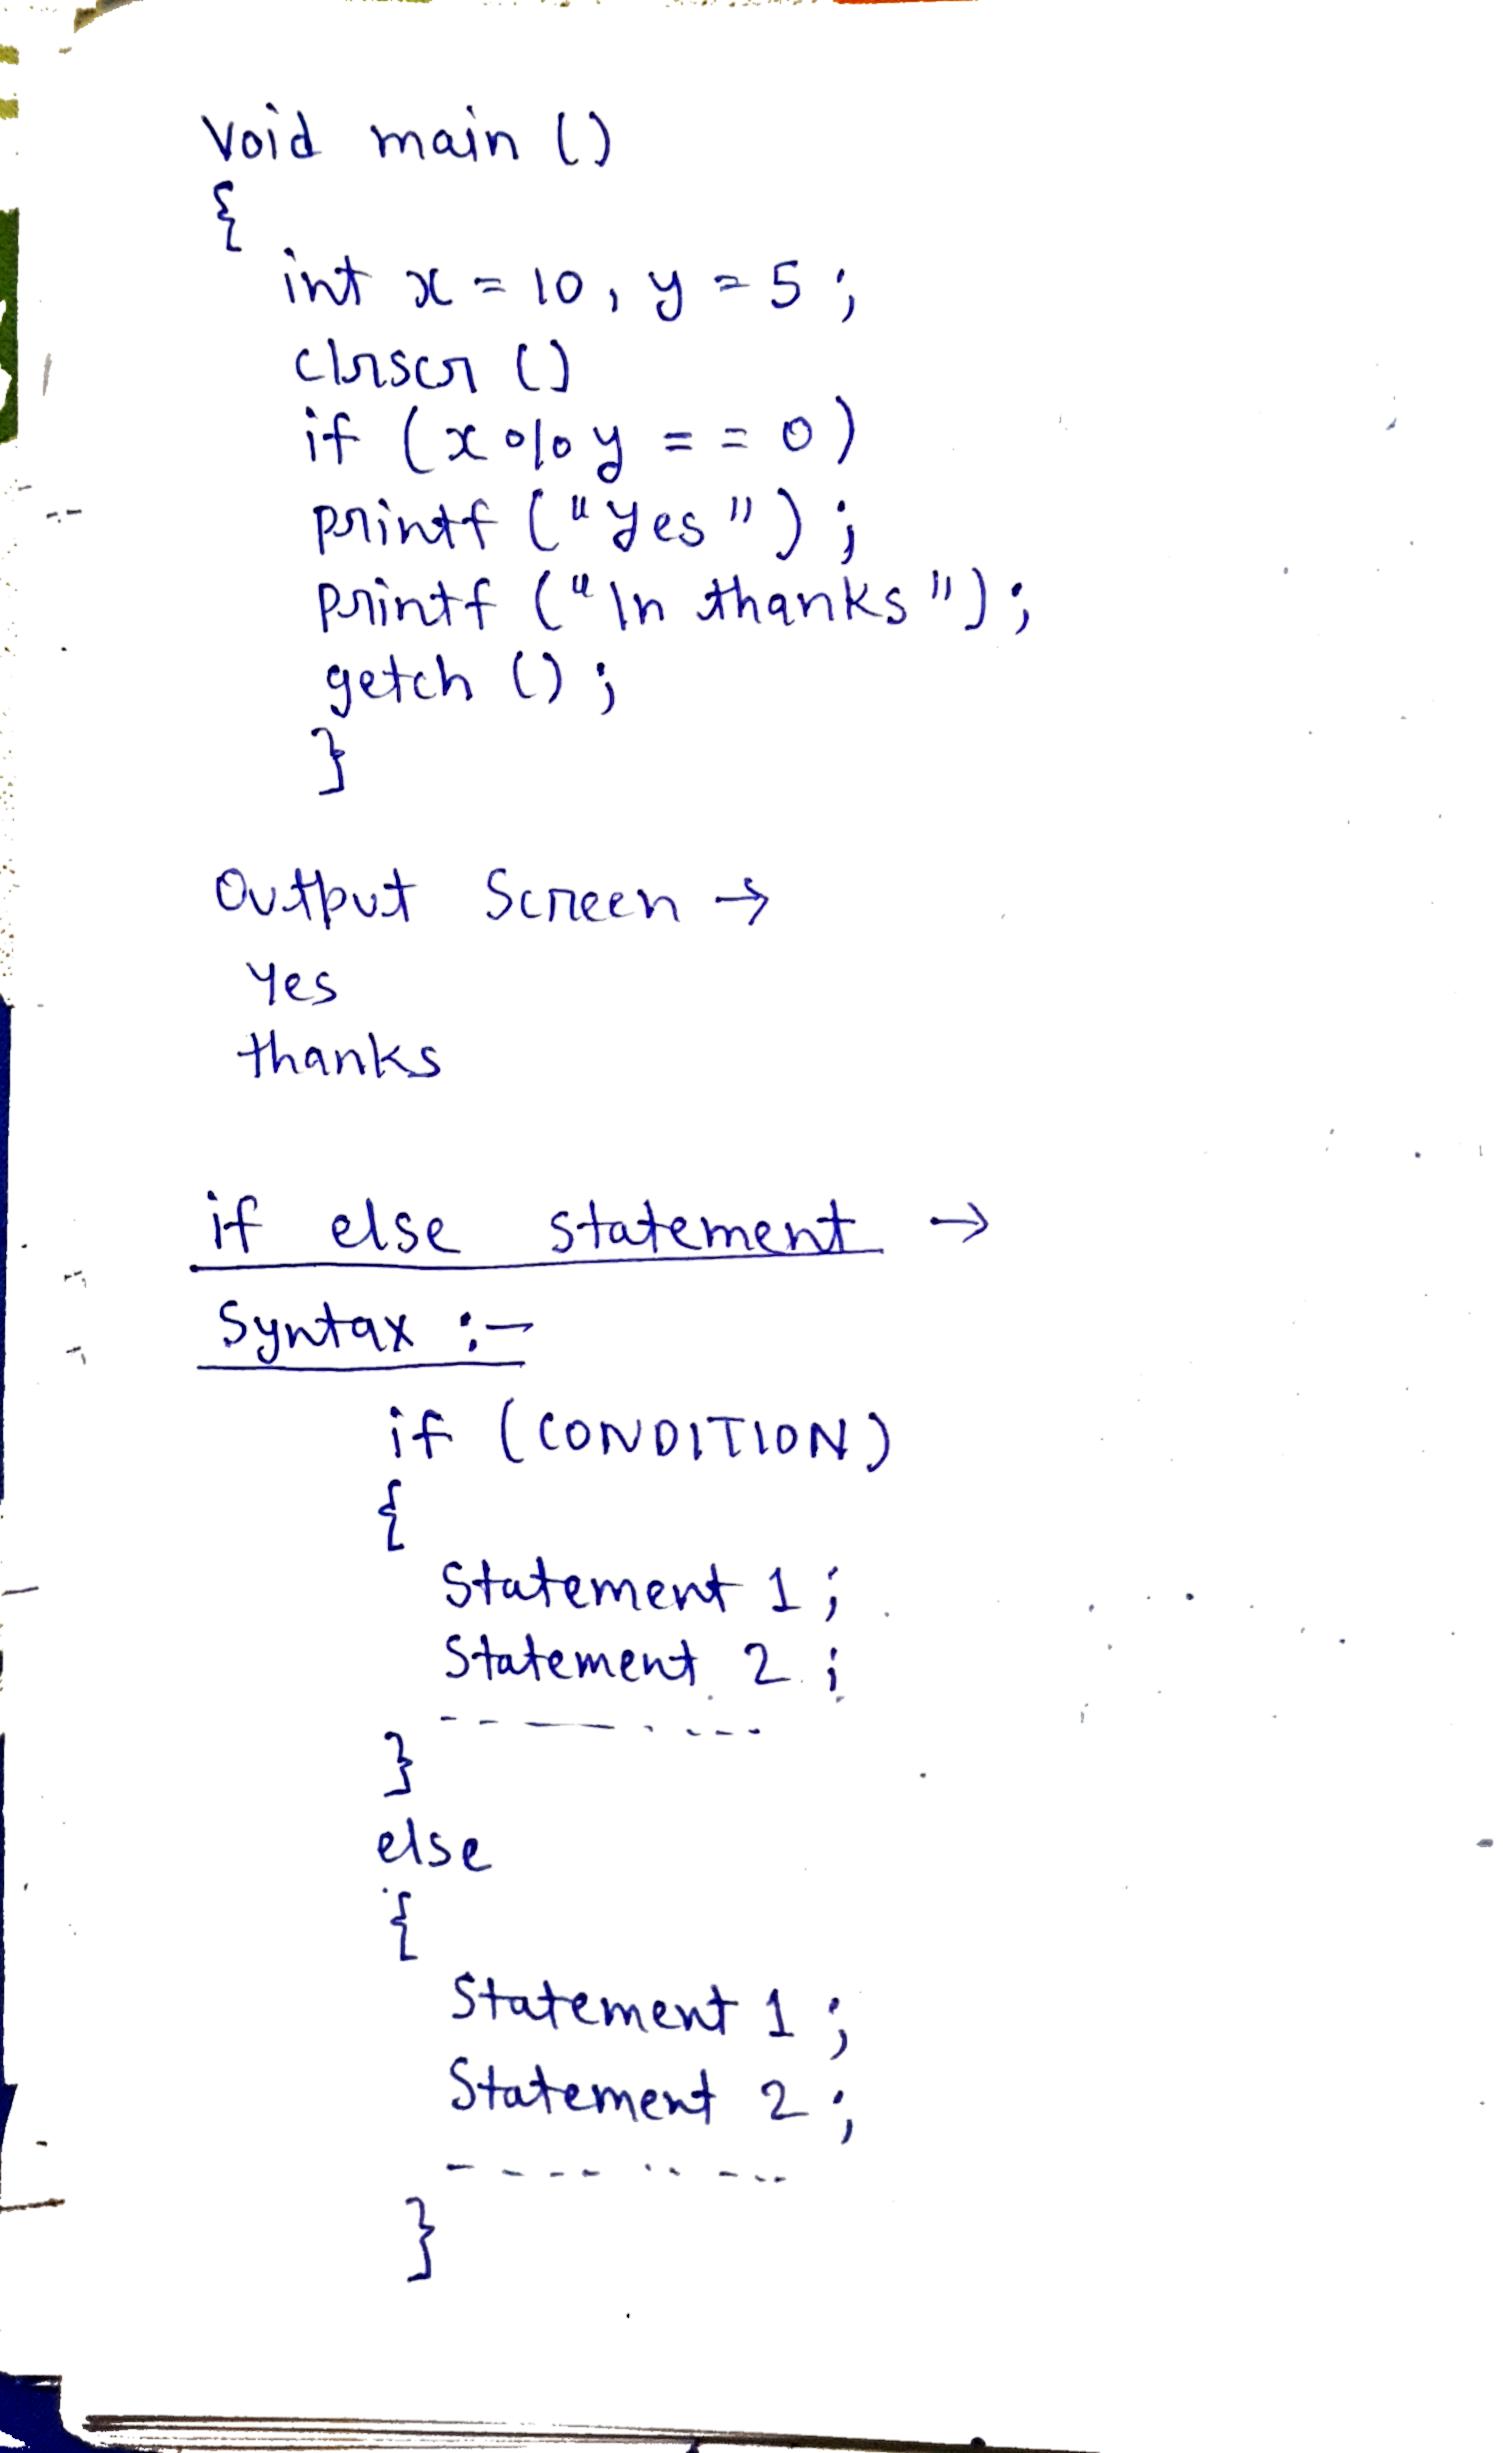 Void main ()
{
int x = 10, y = 5 ;
clrscr ()
if (x % y = = 0)
printf ("Yes") ;
printf ("\n thanks") ;
getch () ;
}
Output Screen →
Yes
thanks
if else statement →
Syntax :-
if (CONDITION)
{
Statement 1 ;
Statement 2 ;
- - - - - - -
}
else
{
Statement 1 ;
Statement 2 ;
- - - - - - - -
}